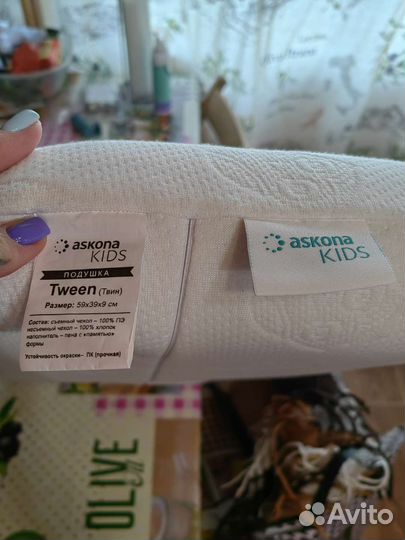 askona
KIDS
ПОДУШКА
Tween (Твин)
Размер: 59х39х9 см
Состав: съемный чехол – 100% ПЭ
несъемный чехол – 100% хлопок
наполнитель – пена с «памятью»
формы
Устойчивость окраски– ПК (прочная)
askona
KIDS
OLIVE
Avito